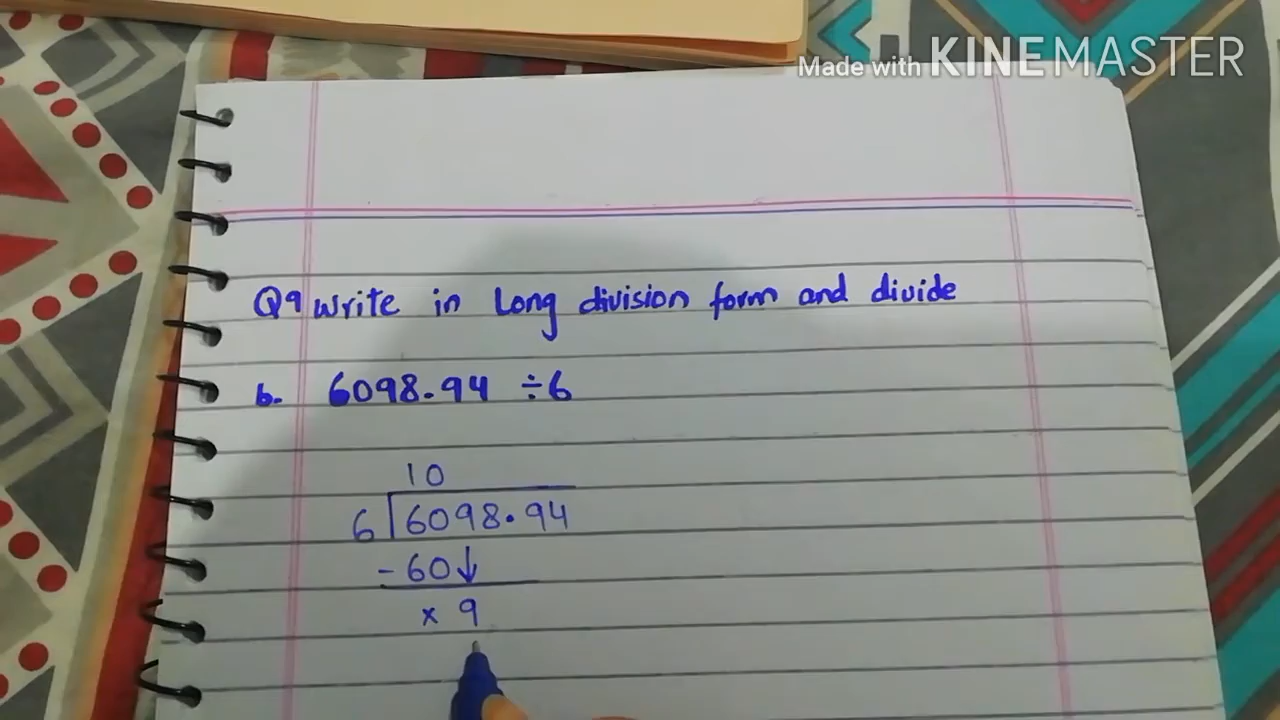 Made with KINEMASTER
Q9 Write in Long division form and divide
b. 6098.94 ÷6
10
6 6098.94
- 60↓
x 9